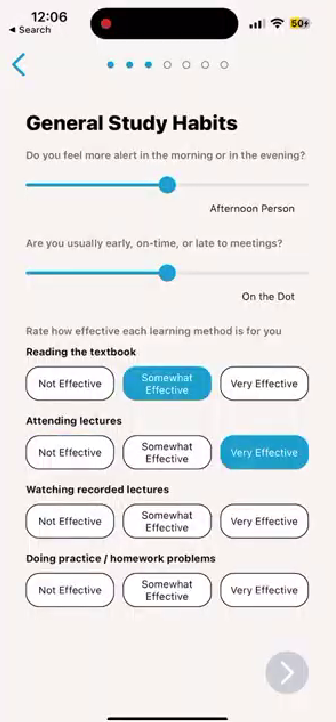 12:06
50+
◀ Search
General Study Habits
Do you feel more alert in the morning or in the evening?
Afternoon Person
Are you usually early, on-time, or late to meetings?
On the Dot
Rate how effective each learning method is for you
Reading the textbook
Not Effective
Somewhat
Effective
Very Effective
Attending lectures
Not Effective
Somewhat
Effective
Very Effective
Watching recorded lectures
Not Effective
Somewhat
Effective
Very Effective
Doing practice / homework problems
Not Effective
Somewhat
Effective
Very Effective